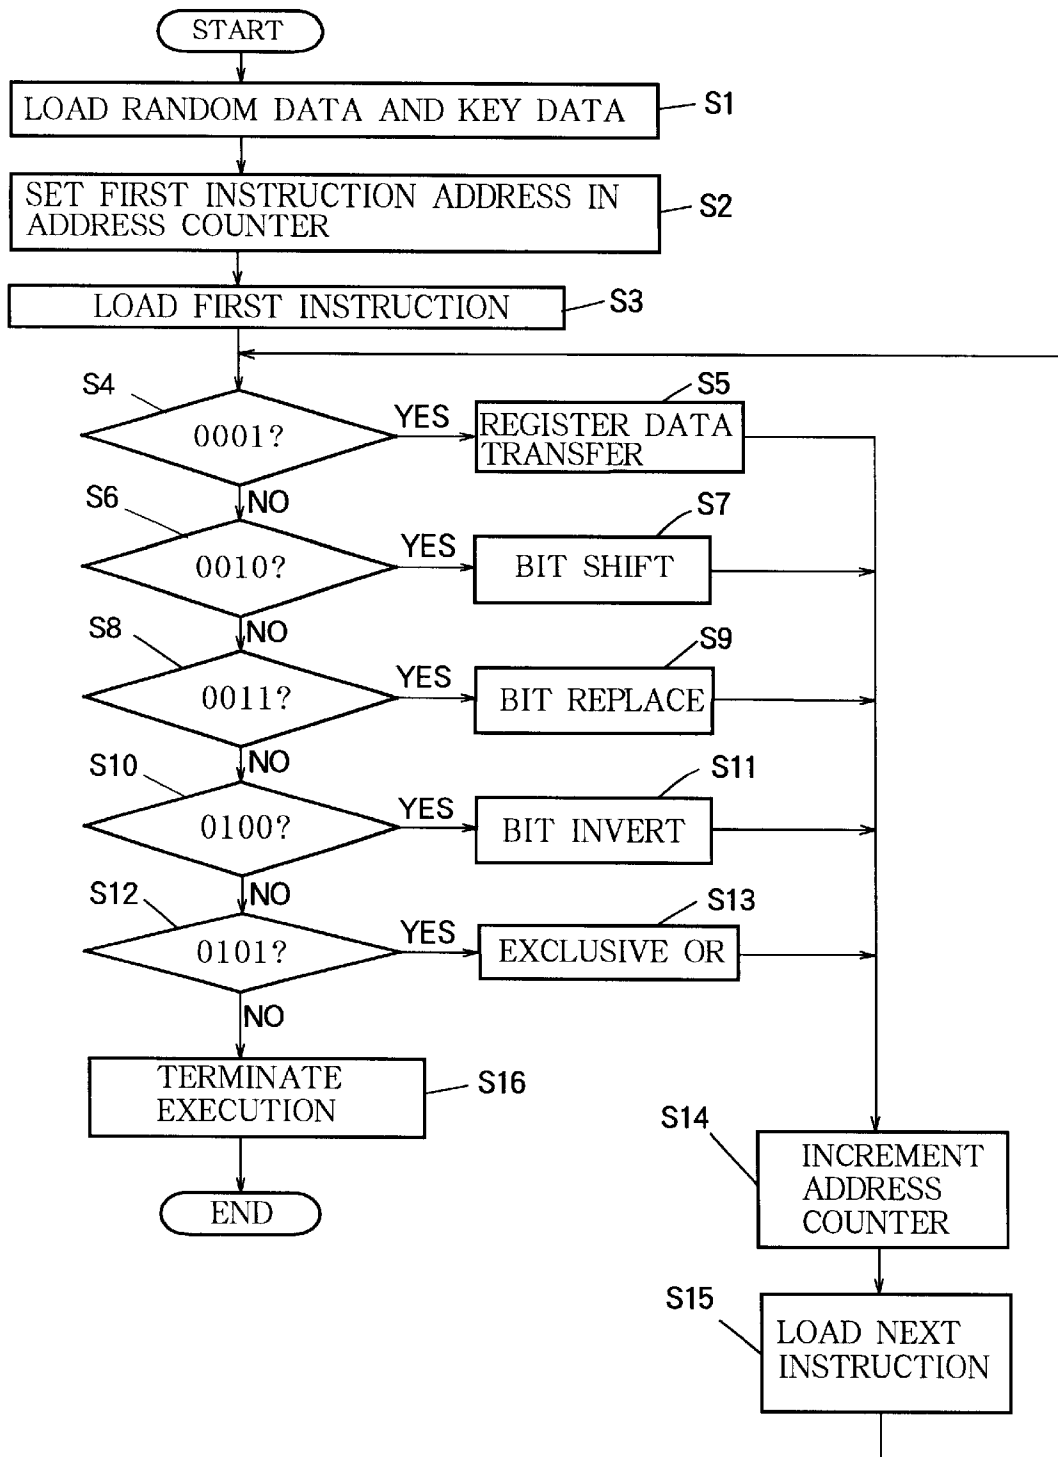 START
LOAD RANDOM DATA AND KEY DATA
S1
SET FIRST INSTRUCTION ADDRESS IN
ADDRESS COUNTER
S2
LOAD FIRST INSTRUCTION
S3
S4
0001?
YES
S5
REGISTER DATA
TRANSFER
NO
S6
0010?
YES
S7
BIT SHIFT
NO
S8
0011?
YES
S9
BIT REPLACE
NO
S10
0100?
YES
S11
BIT INVERT
NO
S12
0101?
YES
S13
EXCLUSIVE OR
NO
TERMINATE
EXECUTION
S16
END
S14
INCREMENT
ADDRESS
COUNTER
S15
LOAD NEXT
INSTRUCTION